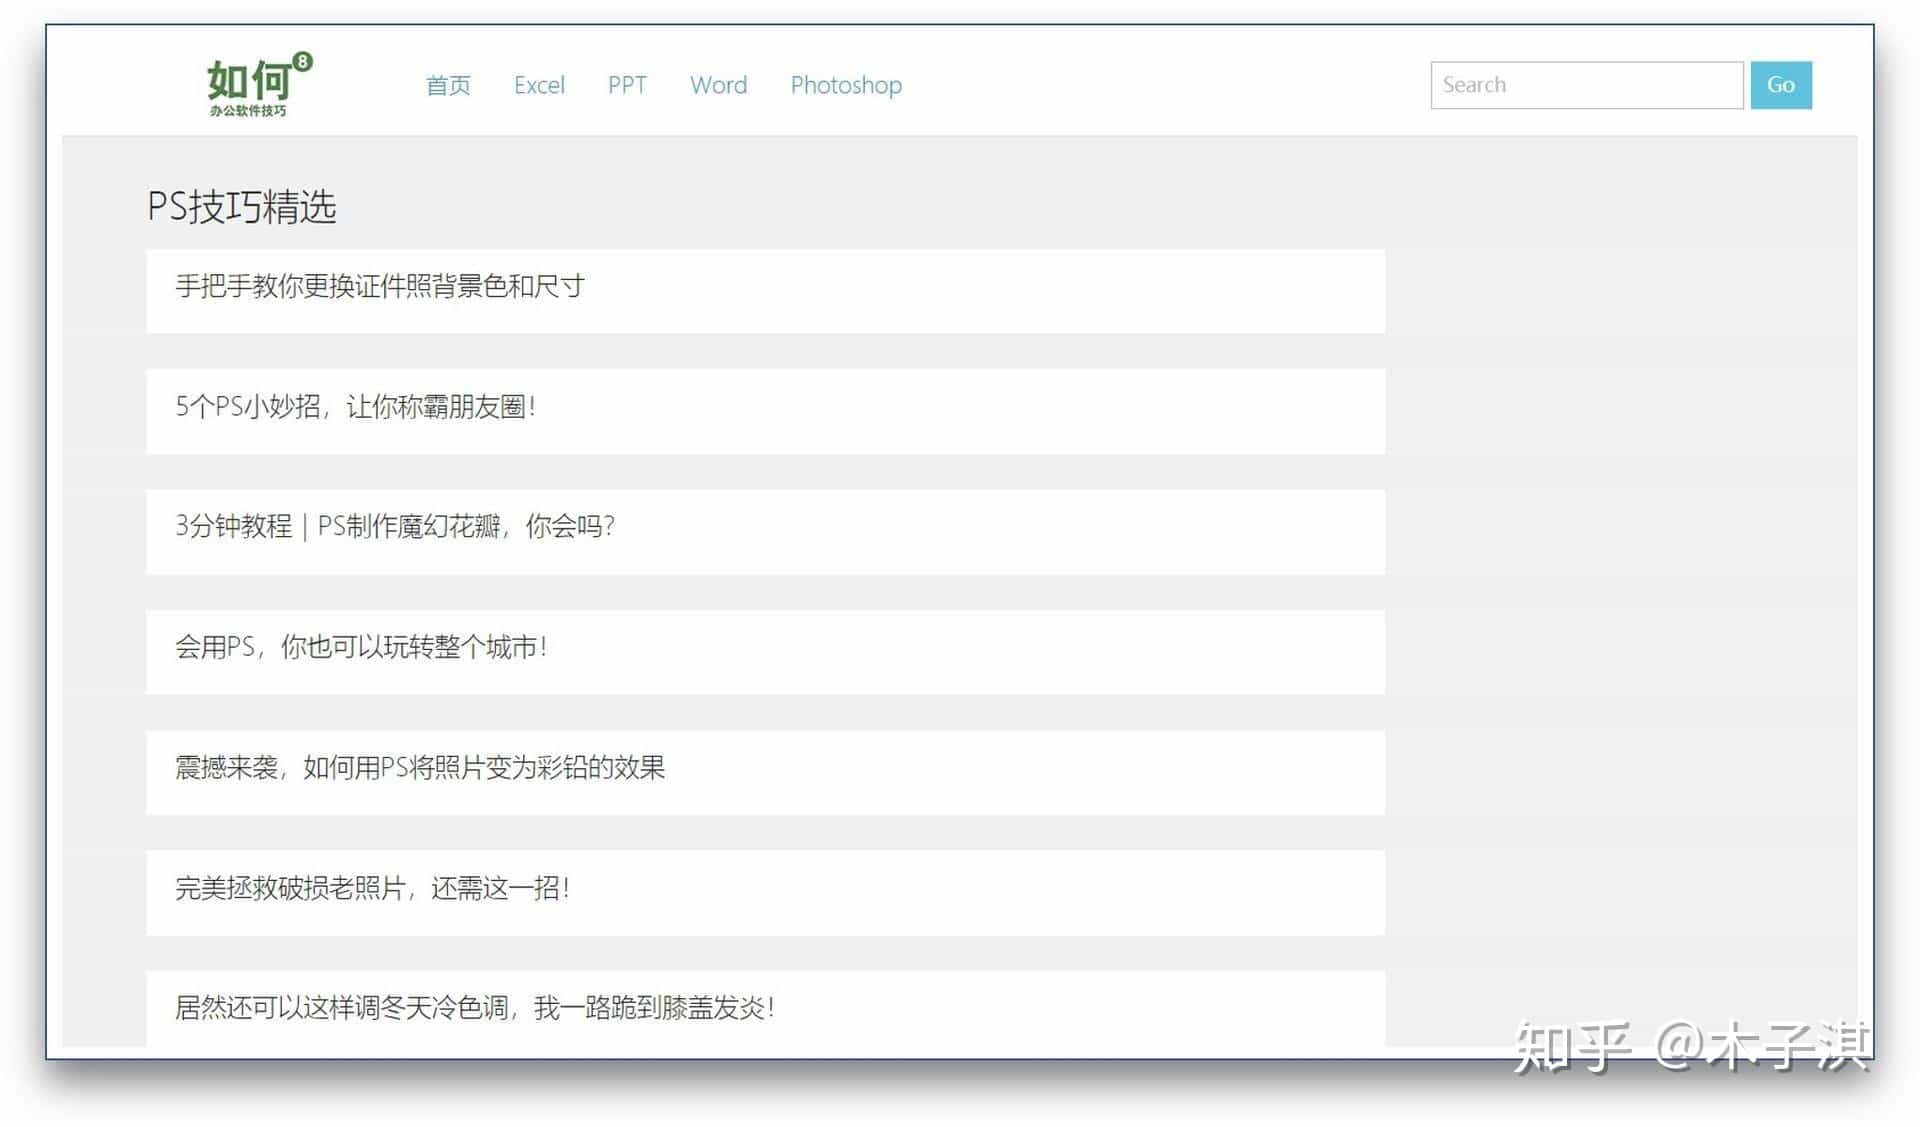 如何8
办公软件技巧
首页 Excel PPT Word Photoshop
Search Go
PS技巧精选
手把手教你更换证件照背景色和尺寸
5个PS小妙招，让你称霸朋友圈！
3分钟教程｜PS制作魔幻花瓣，你会吗？
会用PS，你也可以玩转整个城市！
震撼来袭，如何用PS将照片变为彩铅的效果
完美拯救破损老照片，还需这一招！
居然还可以这样调冬天冷色调，我一路跪到膝盖发炎！
知乎 @木子淇